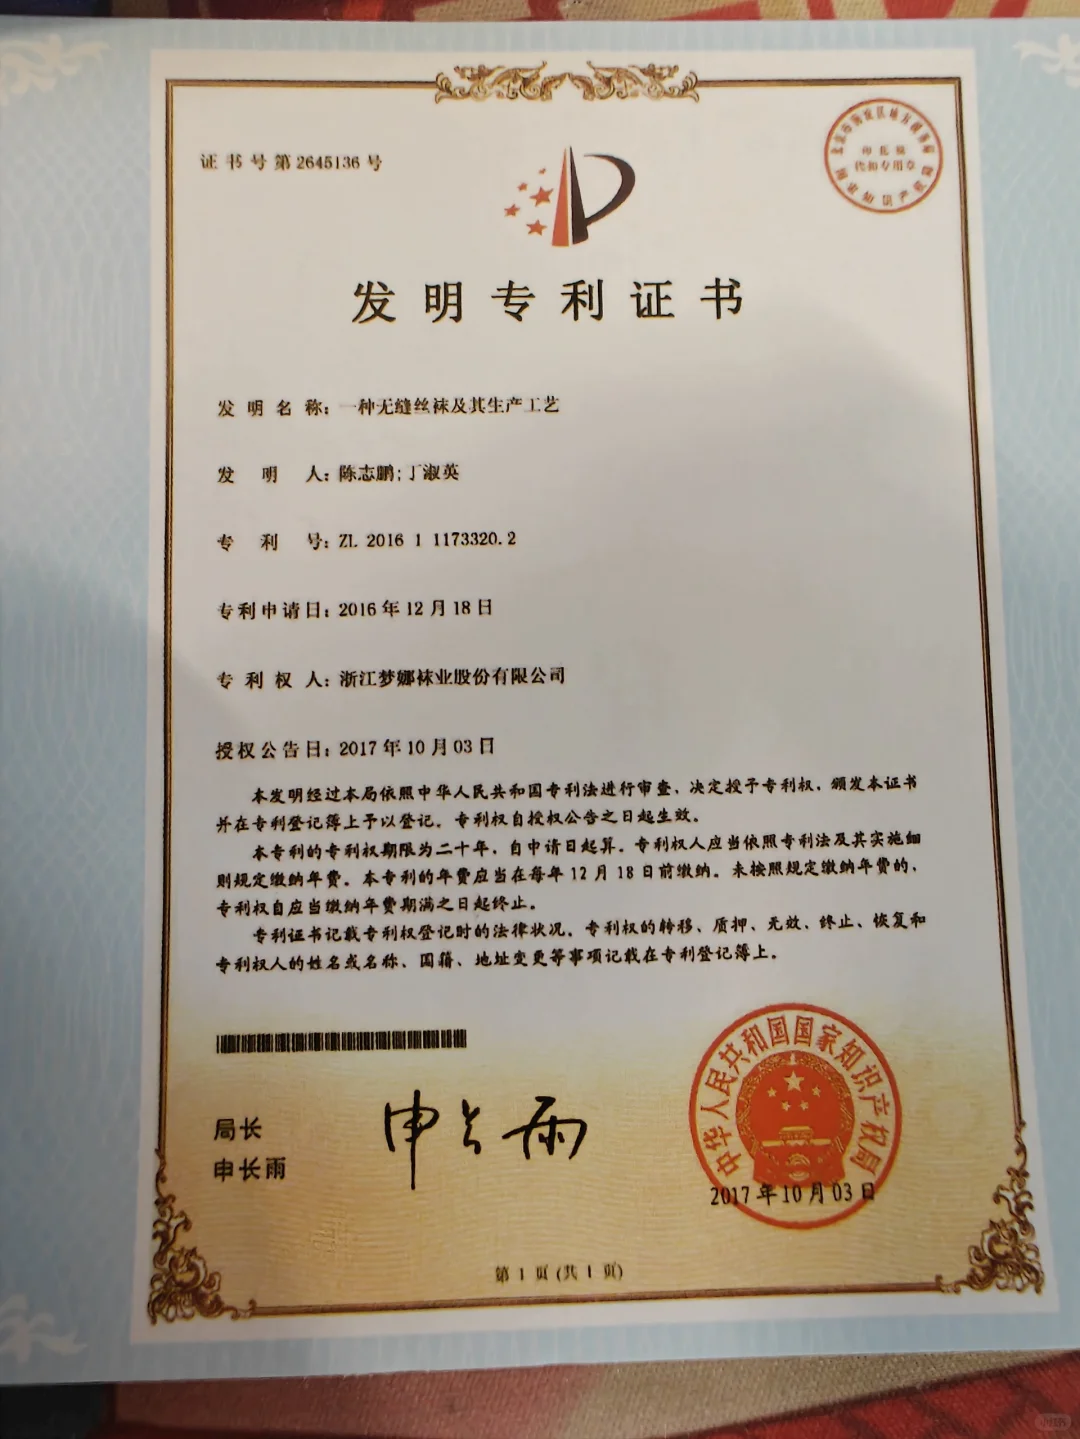 证书号第2645136号
印花税
代扣专用章
发明专利证书
发明名称：一种无缝丝袜及其生产工艺
发明人：陈志鹏;丁淑英
专利号：ZL 2016 1 1173320.2
专利申请日：2016年12月18日
专利权人：浙江梦娜袜业股份有限公司
授权公告日：2017年10月03日
本发明经过本局依照中华人民共和国专利法进行审查，决定授予专利权，颁发本证书
并在专利登记簿上予以登记。专利权自授权公告之日起生效。
本专利的专利权期限为二十年，自申请日起算。专利权人应当依照专利法及其实施细
则规定缴纳年费。本专利的年费应当在每年12月18日前缴纳。未按照规定缴纳年费的，
专利权自应当缴纳年费期满之日起终止。
专利证书记载专利权登记时的法律状况。专利权的转移、质押、无效、终止、恢复和
专利权人的姓名或名称、国籍、地址变更等事项记载在专利登记簿上。
局长
申长雨
申长雨
中华人民共和国国家知识产权局
2017年10月03日
第1页(共1页)